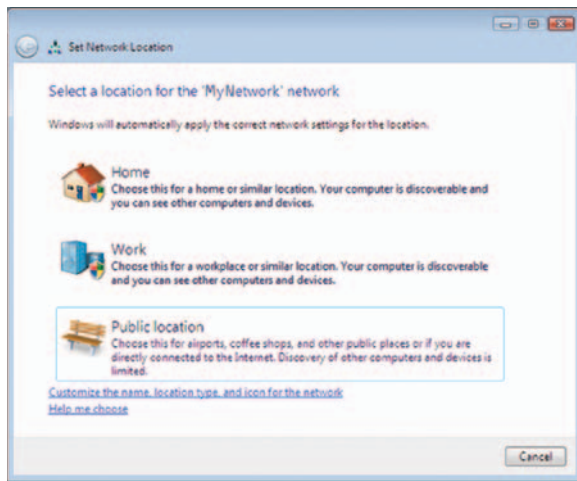 Set Network Location
Select a location for the 'MyNetwork' network
Windows will automatically apply the correct network settings for the location.
Home
Choose this for a home or similar location. Your computer is discoverable and
you can see other computers and devices.
Work
Choose this for a workplace or similar location. Your computer is discoverable
and you can see other computers and devices.
Public location
Choose this for airports, coffee shops, and other public places or if you are
directly connected to the Internet. Discovery of other computers and devices is
limited.
Customize the name, location type, and icon for the network
Help me choose
Cancel